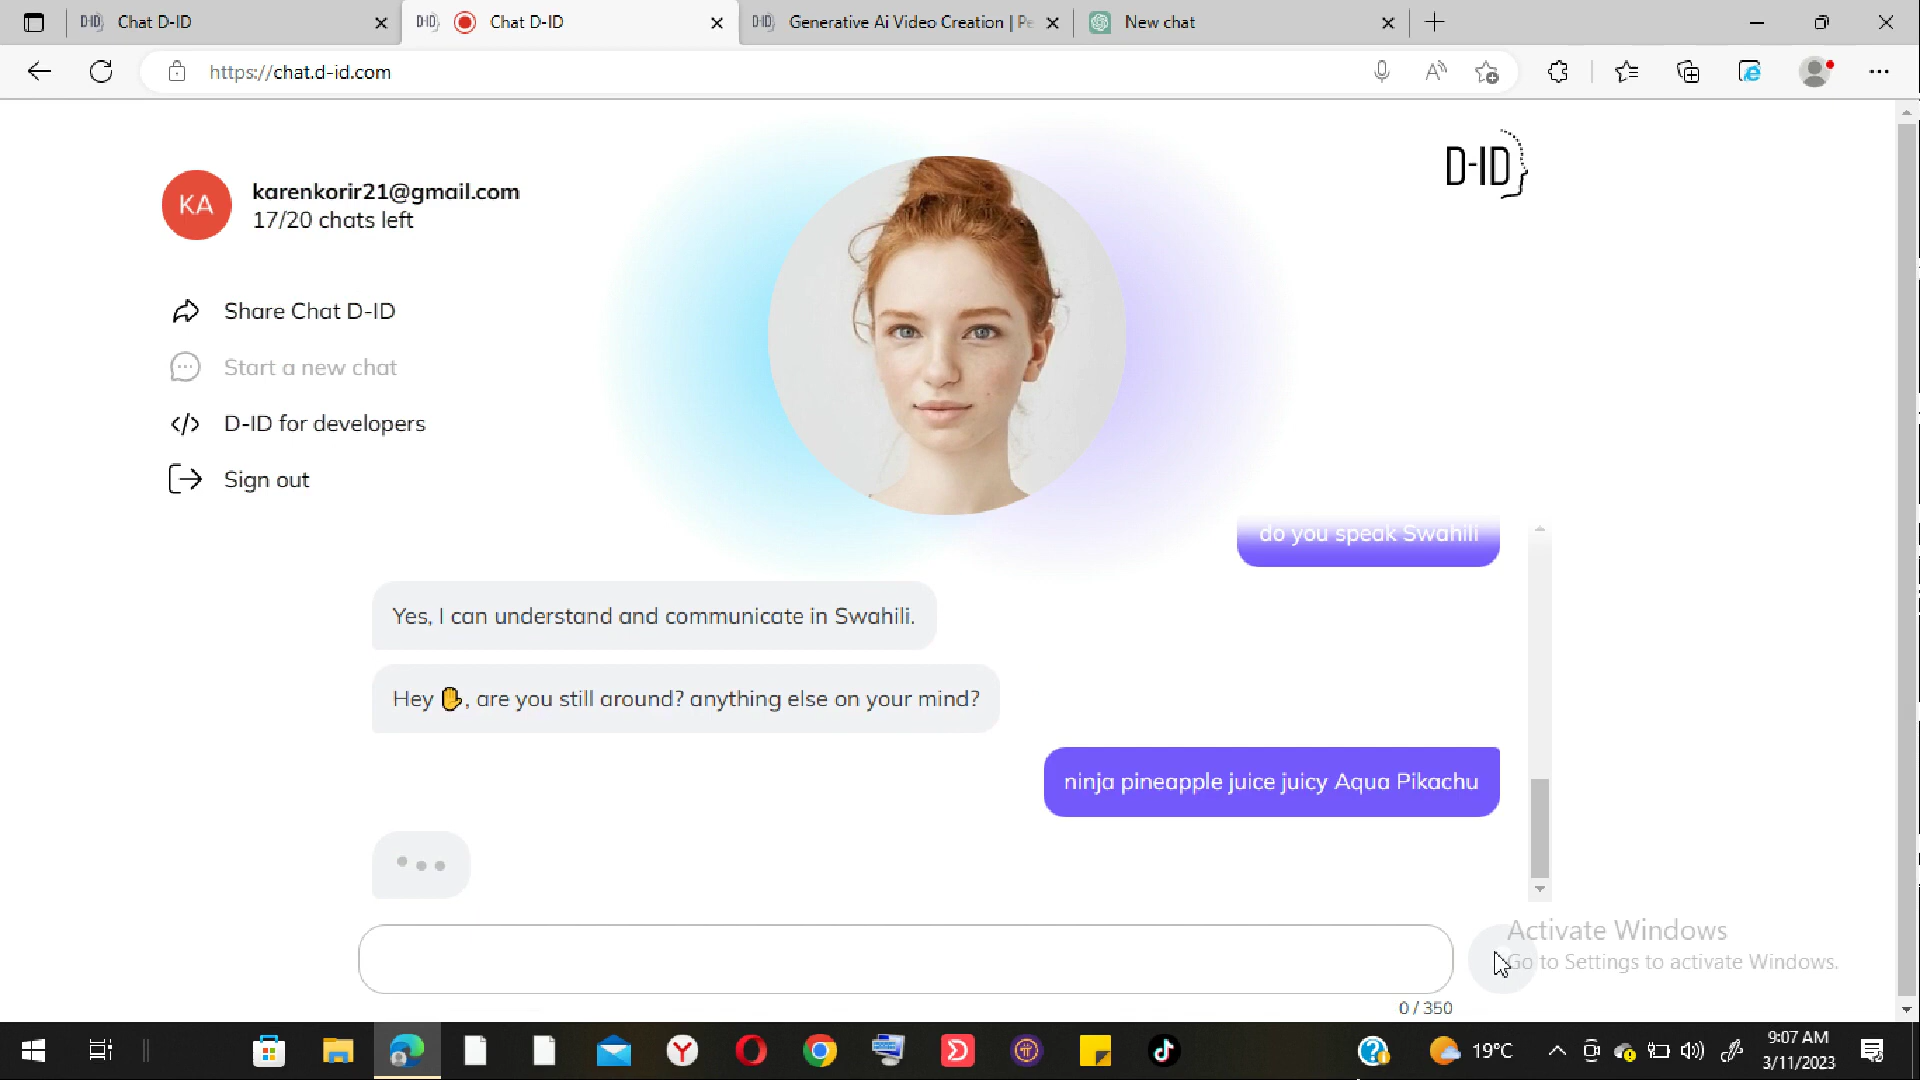 Chat D-ID
Chat D-ID
Generative Ai Video Creation | Pe
New chat
https://chat.d-id.com
KA
karenkorir21@gmail.com
17/20 chats left
D-ID
Share Chat D-ID
Start a new chat
D-ID for developers
Sign out
do you speak Swahili
Yes, I can understand and communicate in Swahili.
Hey ✋, are you still around? anything else on your mind?
ninja pineapple juice juicy Aqua Pikachu
0 / 350
Activate Windows
Go to Settings to activate Windows.
19°C
9:07 AM
3/11/2023